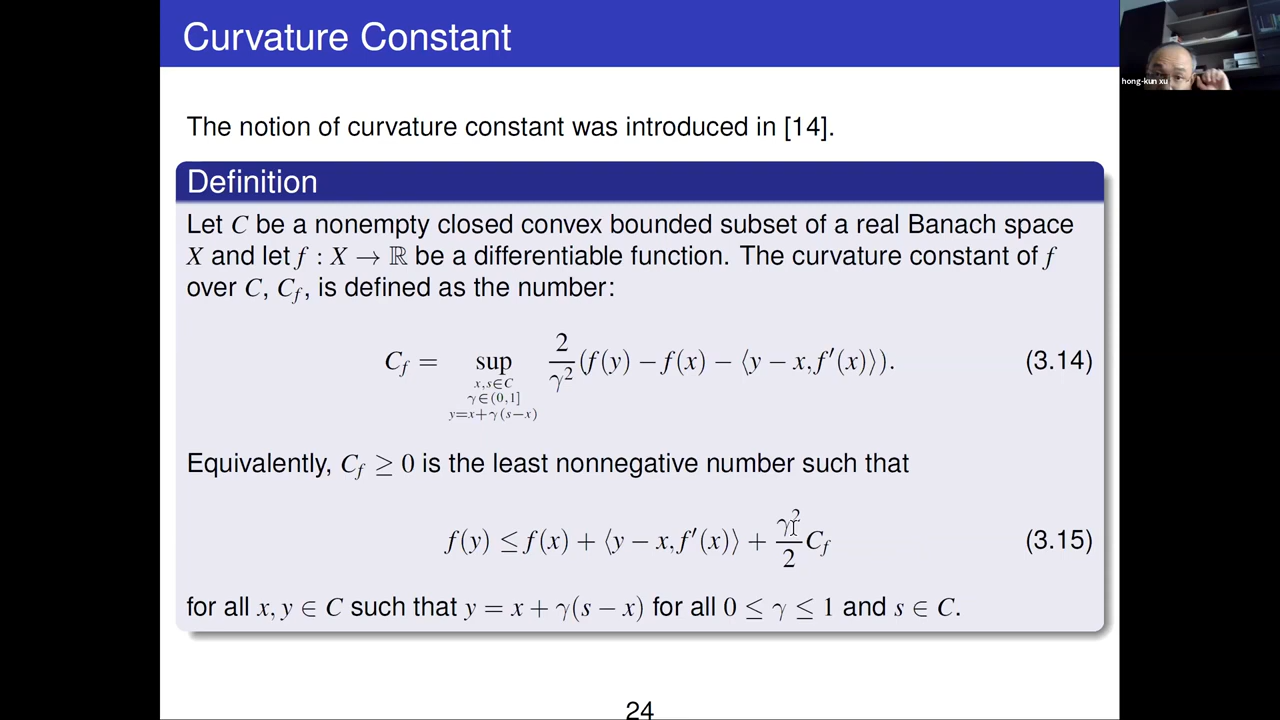 Curvature Constant
hong-kun xu
The notion of curvature constant was introduced in [14].
Definition
Let C be a nonempty closed convex bounded subset of a real Banach space
X and let f : X → ℝ be a differentiable function. The curvature constant of f
over C, C_f, is defined as the number:
C_f = sup_{x,s∈C γ∈(0,1] y=x+γ(s−x)} 2/γ² (f(y) − f(x) − ⟨y − x, f′(x)⟩). (3.14)
Equivalently, C_f ≥ 0 is the least nonnegative number such that
f(y) ≤ f(x) + ⟨y − x, f′(x)⟩ + γ²/2 C_f (3.15)
for all x, y ∈ C such that y = x + γ(s − x) for all 0 ≤ γ ≤ 1 and s ∈ C.
24